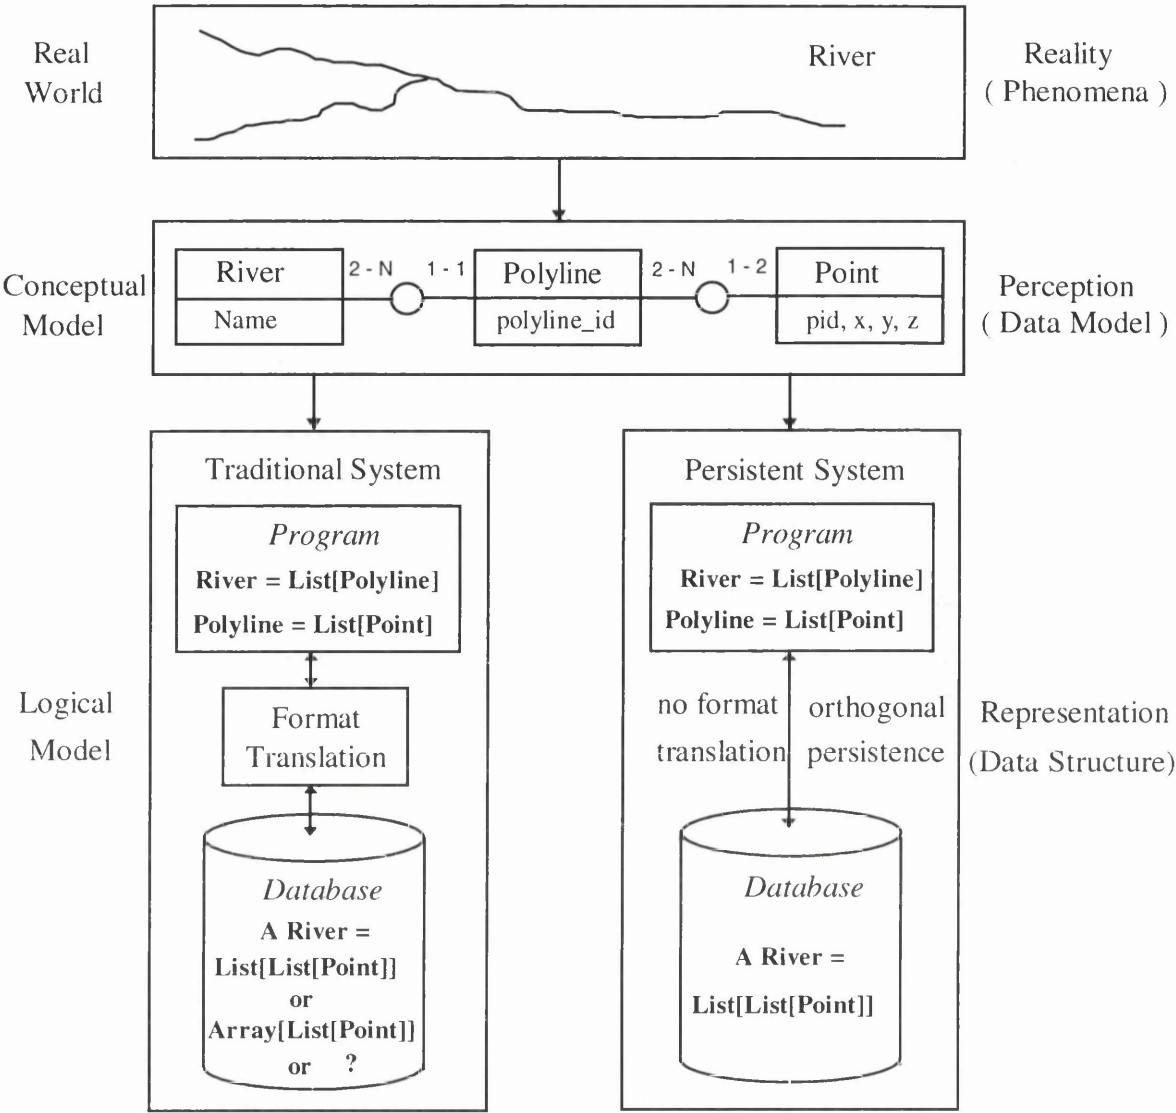 Real
World
River
Reality
( Phenomena )
Conceptual
Model
River
2 - N
1 - 1
Polyline
2 - N
1 - 2
Point
Name
polyline_id
pid, x, y, z
Perception
( Data Model )
Traditional System
Program
River = List[Polyline]
Polyline = List[Point]
Format
Translation
Database
A River =
List[List[Point]]
or
Array[List[Point]]
or ?
Persistent System
Program
River = List[Polyline]
Polyline = List[Point]
no format
translation
orthogonal
persistence
Database
A River =
List[List[Point]]
Logical
Model
Representation
(Data Structure)